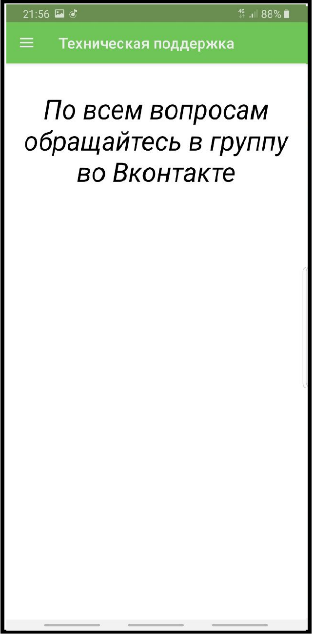 21:56 88%
Техническая поддержка
По всем вопросам
обращайтесь в группу
во Вконтакте